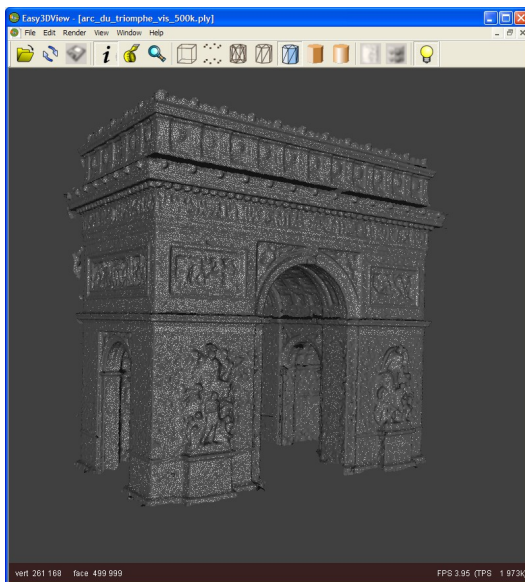 Easy3DView - [arc_du_triomphe_vis_500k.ply]
File Edit Render View Window Help
vert 261 168 face 499 999 FPS 3.95 (TPS 1 973K